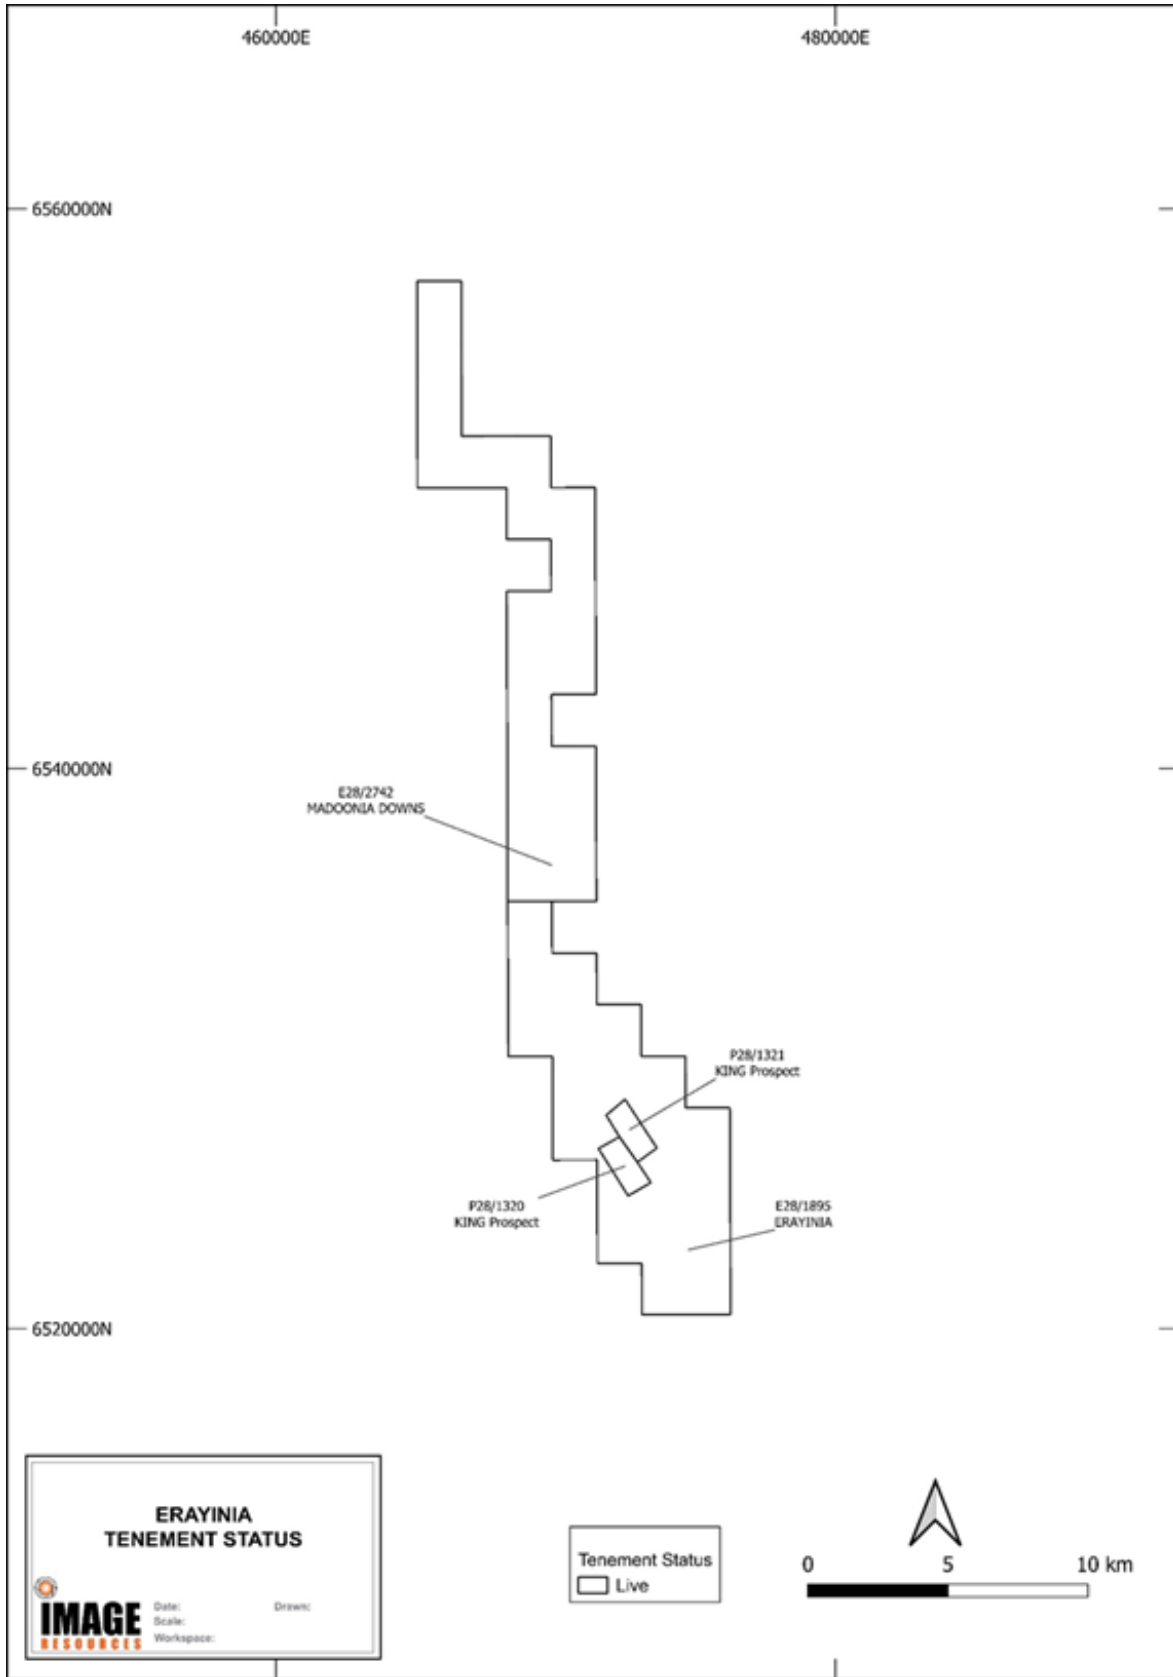 460000E
480000E
6560000N
6540000N
E28/2742
MADOONIA DOWNS
P28/1321
KING Prospect
P28/1320
KING Prospect
E28/1895
ERAYINIA
6520000N
ERAYINIA
TENEMENT STATUS
IMAGE
RESOURCES
Date:
Drawn:
Scale:
Workspace:
Tenement Status
Live
0
5
10 km